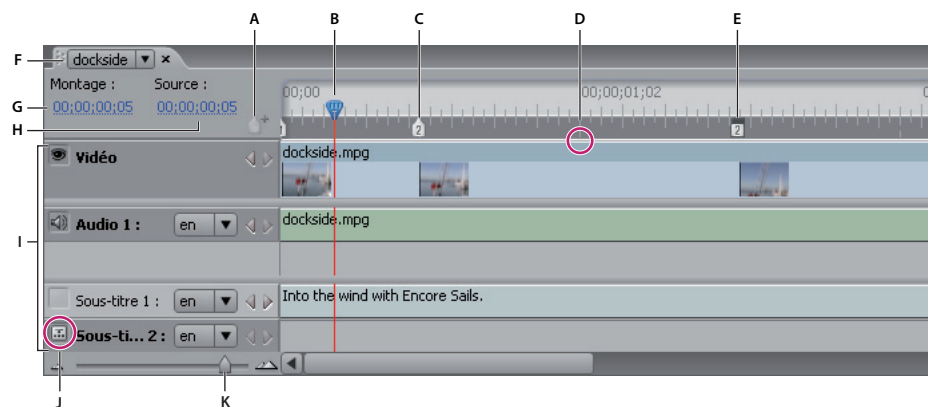 A B C D E
F dockside
Montage : Source :
G 00;00;00;05 00;00;00;05
00;00 00;00;01;02 0
H
2 2
Vidéo dockside.mpg
I
Audio 1 : en dockside.mpg
Sous-titre 1 : en Into the wind with Encore Sails.
Sous-ti... 2 : en
J K